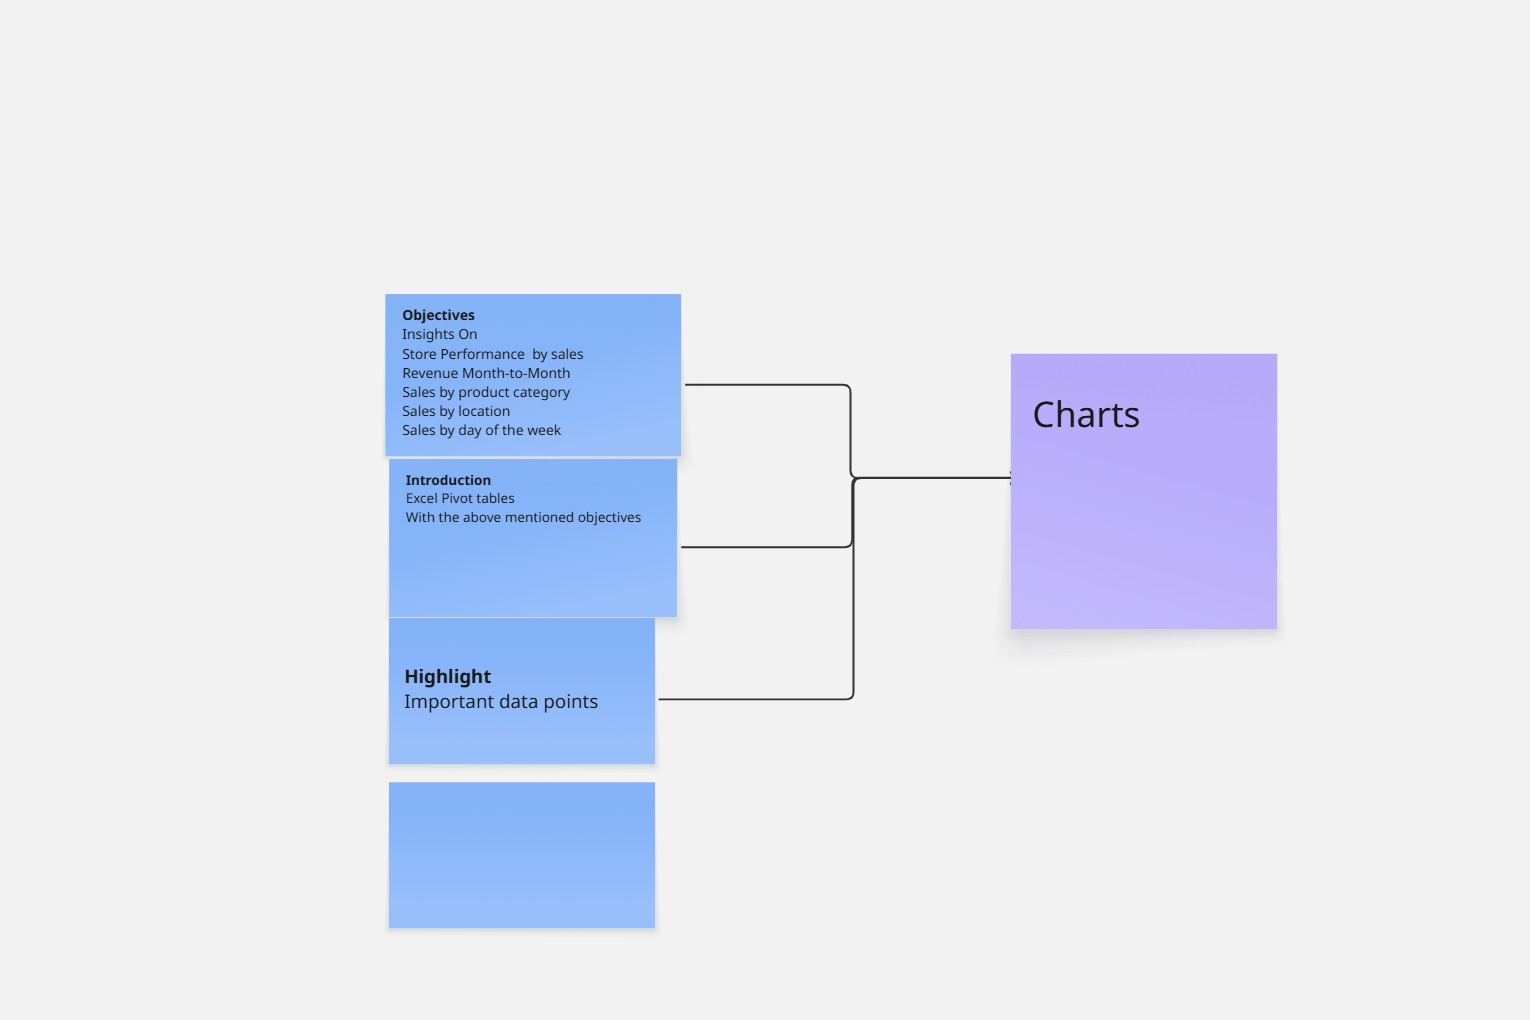 Objectives
Insights On
Store Performance  by sales
Revenue Month-to-Month
Sales by product category
Sales by location
Sales by day of the week
Introduction
Excel Pivot tables
With the above mentioned objectives
Highlight
Important data points
Charts